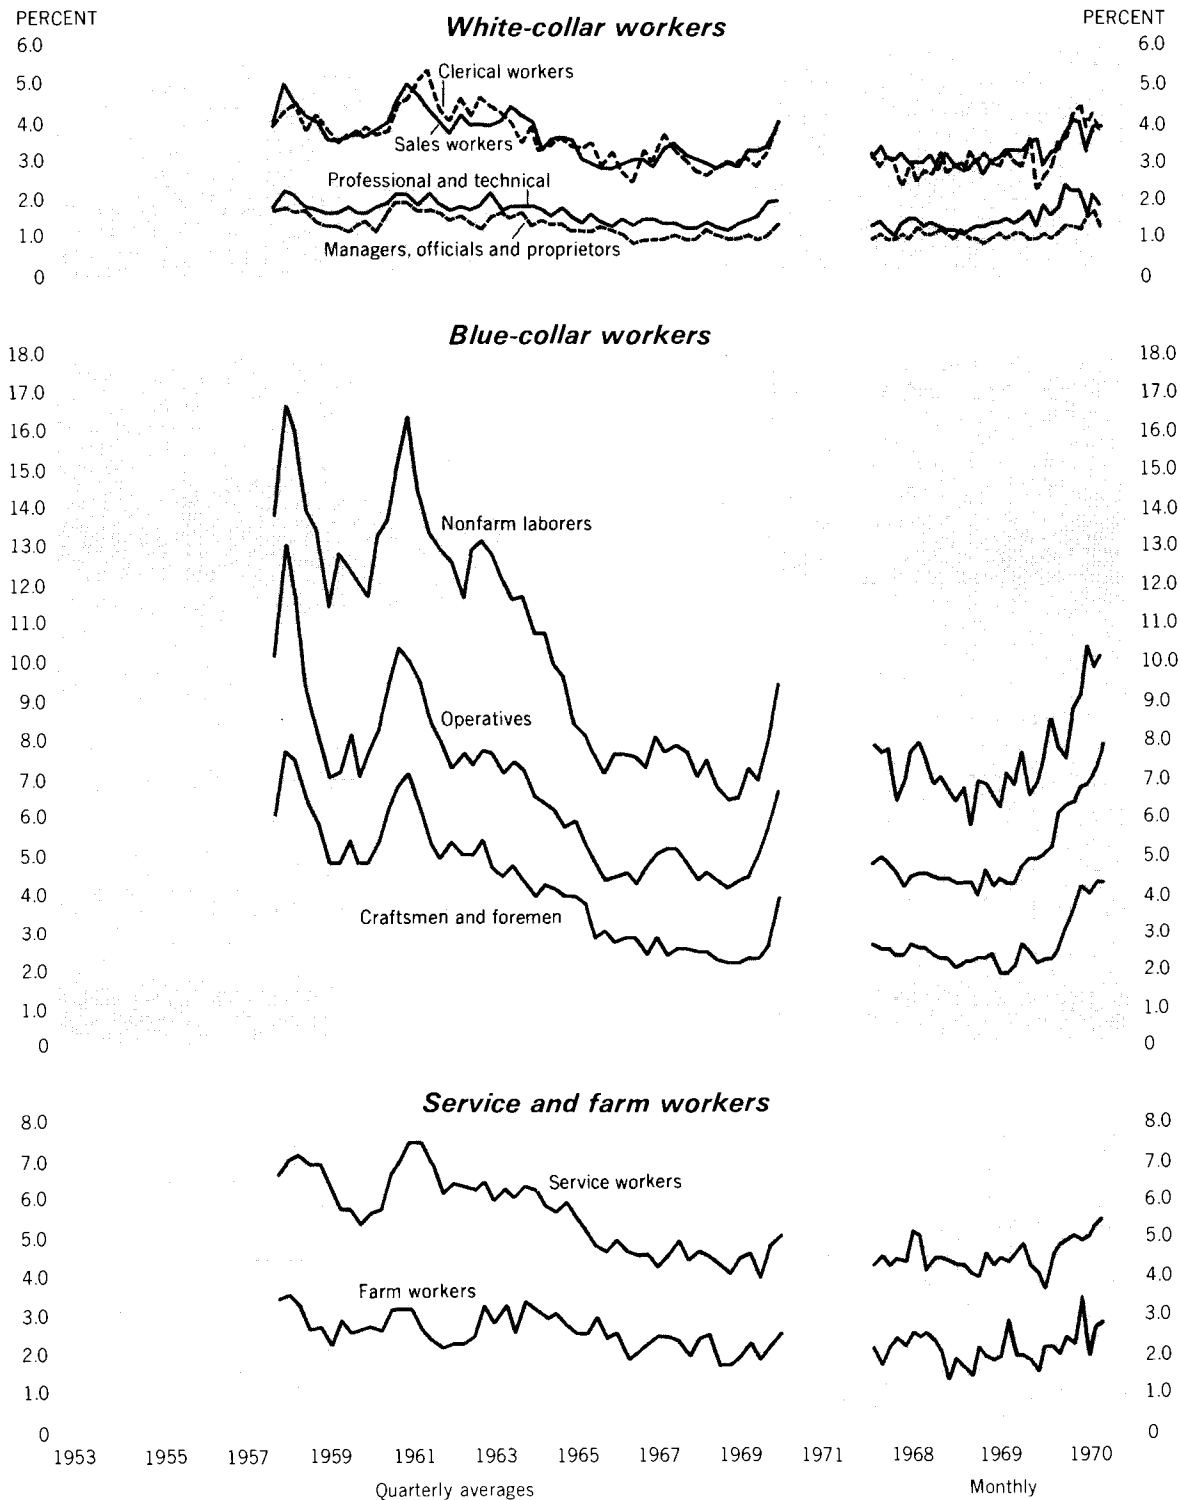 PERCENT PERCENT
White-collar workers
6.0 6.0
Clerical workers
5.0 5.0
4.0 4.0
Sales workers
3.0 3.0
Professional and technical
2.0 2.0
1.0 1.0
Managers, officials and proprietors
0 0
Blue-collar workers
18.0 18.0
17.0 17.0
16.0 16.0
15.0 15.0
14.0 14.0
Nonfarm laborers
13.0 13.0
12.0 12.0
11.0 11.0
10.0 10.0
9.0 9.0
Operatives
8.0 8.0
7.0 7.0
6.0 6.0
5.0 5.0
4.0 4.0
Craftsmen and foremen
3.0 3.0
2.0 2.0
1.0 1.0
0 0
Service and farm workers
8.0 8.0
7.0 7.0
Service workers
6.0 6.0
5.0 5.0
4.0 4.0
Farm workers
3.0 3.0
2.0 2.0
1.0 1.0
0 0
1953 1955 1957 1959 1961 1963 1965 1967 1969 1971 1968 1969 1970
Quarterly averages Monthly